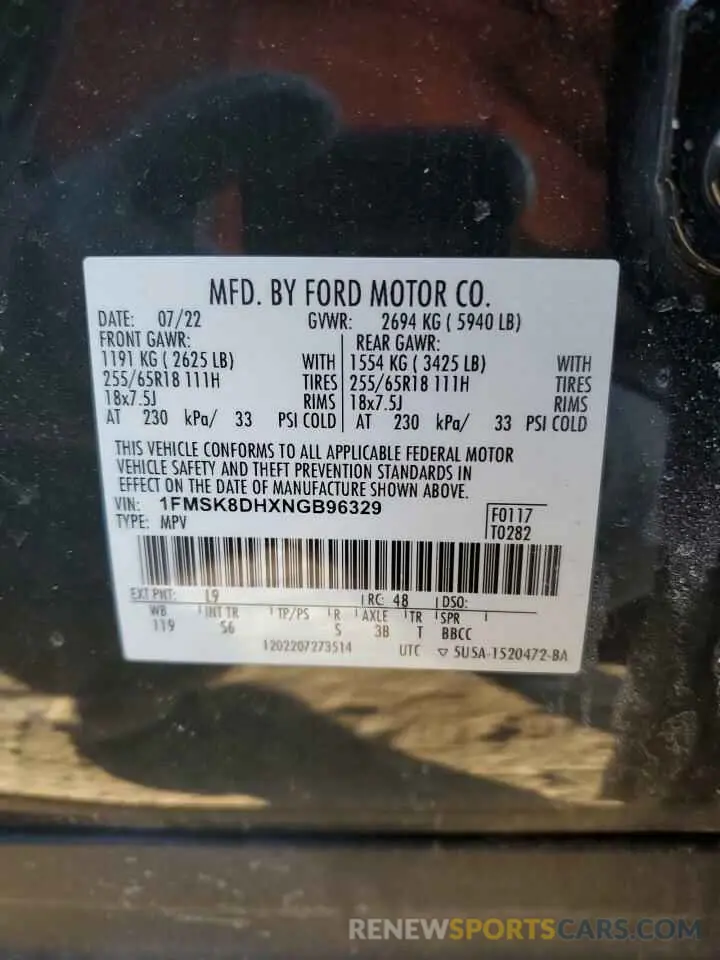 MFD. BY FORD MOTOR CO.
DATE: 07/22 GVWR: 2694 KG ( 5940 LB)
FRONT GAWR: REAR GAWR:
1191 KG ( 2625 LB) WITH 1554 KG ( 3425 LB) WITH
255/65R18 111H TIRES 255/65R18 111H TIRES
18x7.5J RIMS 18x7.5J RIMS
AT 230 kPa/ 33 PSI COLD AT 230 kPa/ 33 PSI COLD
THIS VEHICLE CONFORMS TO ALL APPLICABLE FEDERAL MOTOR
VEHICLE SAFETY AND THEFT PREVENTION STANDARDS IN
EFFECT ON THE DATE OF MANUFACTURE SHOWN ABOVE.
VIN: 1FMSK8DHXNGB96329 F0117
TYPE: MPV T0282
EXT PNT: L9 RC: 48 DSO:
WB INT TR TP/PS R AXLE TR SPR
119 S6 S 3B T BBCC
1202207273514 UTC ▽ 5USA-1520472-BA
RENEWSPORTSCARS.COM